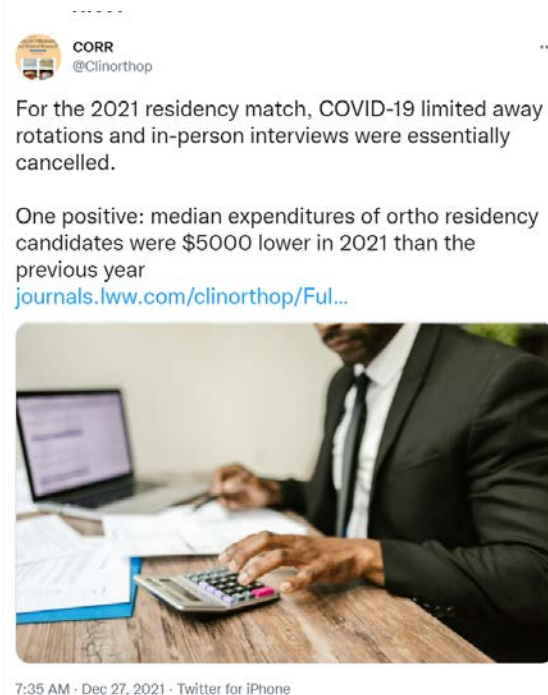 CORR
@Clinorthop
For the 2021 residency match, COVID-19 limited away
rotations and in-person interviews were essentially
cancelled.
One positive: median expenditures of ortho residency
candidates were $5000 lower in 2021 than the
previous year
journals.lww.com/clinorthop/Ful...
7:35 AM · Dec 27, 2021 · Twitter for iPhone